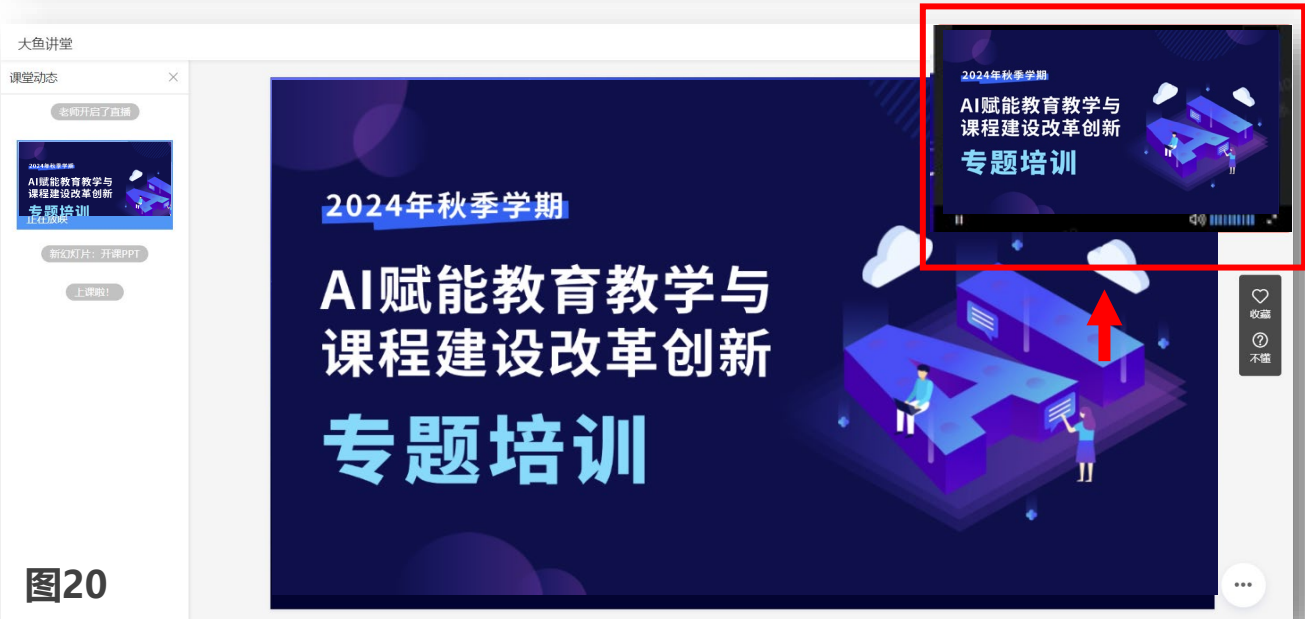 大鱼讲堂
课堂动态
老师开启了直播
2024年秋季学期
AI赋能教育教学与
课程建设改革创新
专题培训
正在放映
新幻灯片：开课PPT
上课啦！
2024年秋季学期
AI赋能教育教学与
课程建设改革创新
专题培训
2024年秋季学期
AI赋能教育教学与
课程建设改革创新
专题培训
收藏
不懂
图20